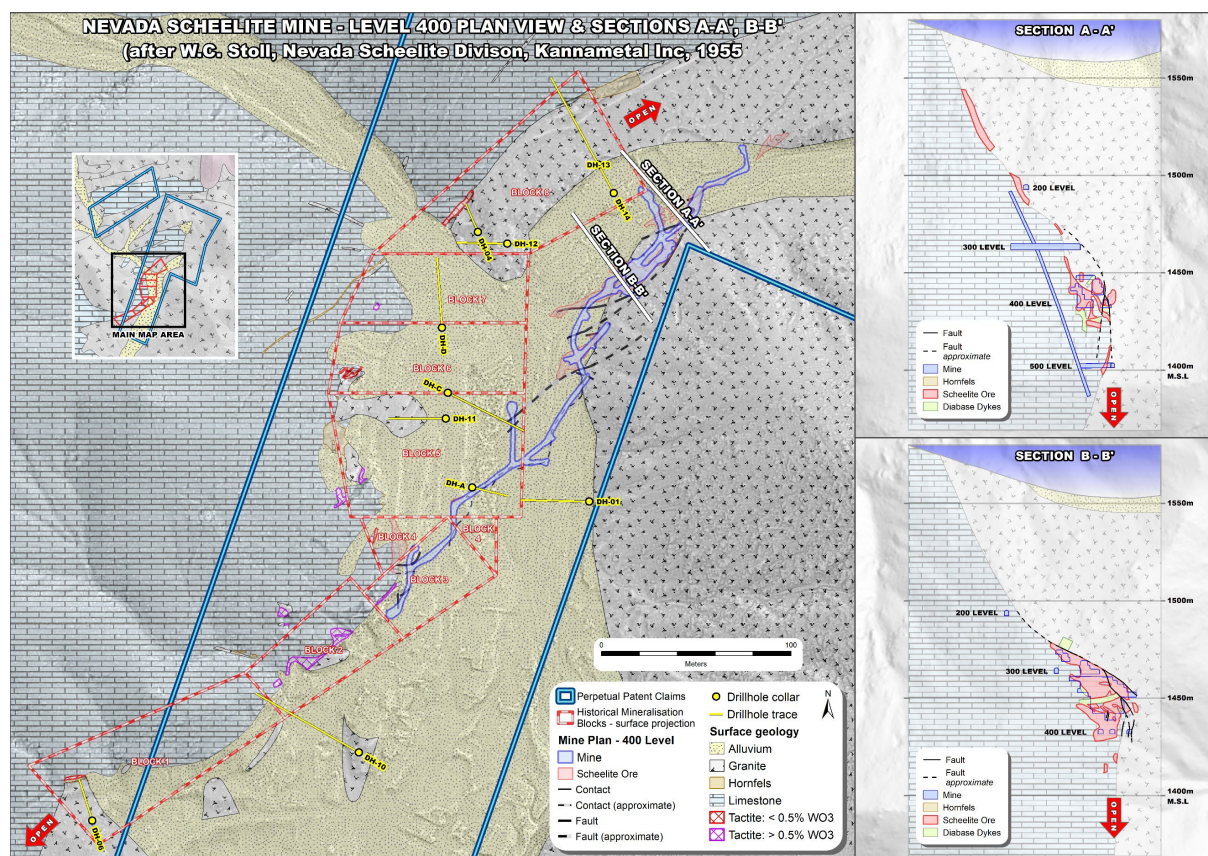 NEVADA SCHEELITE MINE - LEVEL 400 PLAN VIEW & SECTIONS A-A', B-B'
(after W.C. Stoll, Nevada Scheelite Divison, Kannametal Inc, 1955
MAIN MAP AREA
OPEN
DH-13
DH-14
BLOCK 8
SECTION A-A'
SECTION B-B'
DH-04
DH-12
BLOCK 7
DH-D
BLOCK 6
DH-C
DH-11
BLOCK 5
DH-A
DH-01
BLOCK 4
BLOCK 4
BLOCK 3
BLOCK 2
BLOCK 1
DH-10
DH-06
OPEN
0 100
Meters
Perpetual Patent Claims
Historical Mineralisation
Blocks - surface projection
Mine Plan - 400 Level
Mine
Scheelite Ore
Contact
Contact (approximate)
Fault
Fault (approximate)
Drillhole collar
Drillhole trace
Surface geology
Alluvium
Granite
Hornfels
Limestone
Tactite: < 0.5% WO3
Tactite: > 0.5% WO3
N
SECTION A - A'
1550m
1500m
200 LEVEL
300 LEVEL
1450m
400 LEVEL
500 LEVEL
1400m
M.S.L
OPEN
Fault
Fault
approximate
Mine
Hornfels
Scheelite Ore
Diabase Dykes
SECTION B - B'
1550m
1500m
200 LEVEL
300 LEVEL
1450m
400 LEVEL
1400m
M.S.L
OPEN
Fault
Fault
approximate
Mine
Hornfels
Scheelite Ore
Diabase Dykes